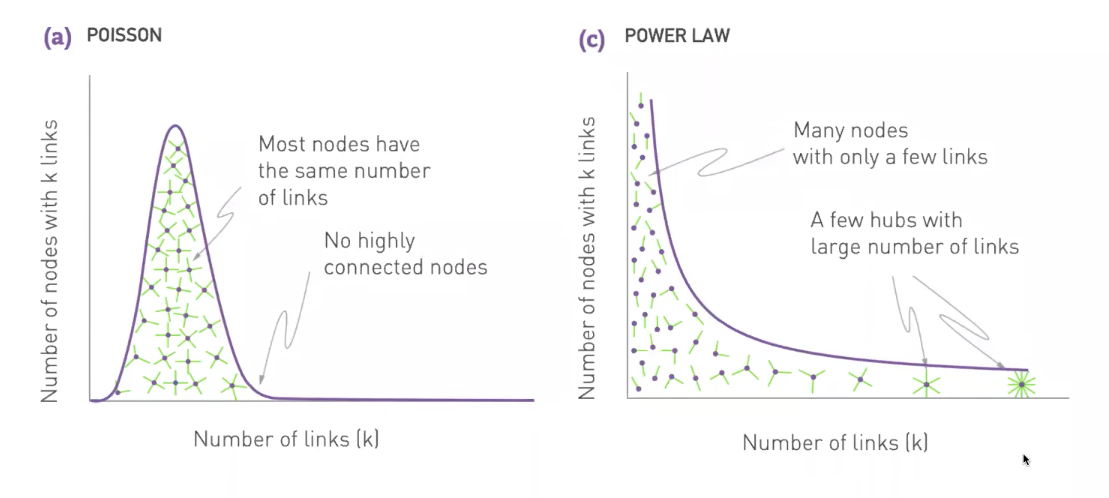 (a) POISSON
Number of nodes with k links
Most nodes have
the same number
of links
No highly
connected nodes
Number of links (k)
(c) POWER LAW
Number of nodes with k links
Many nodes
with only a few links
A few hubs with
large number of links
Number of links (k)